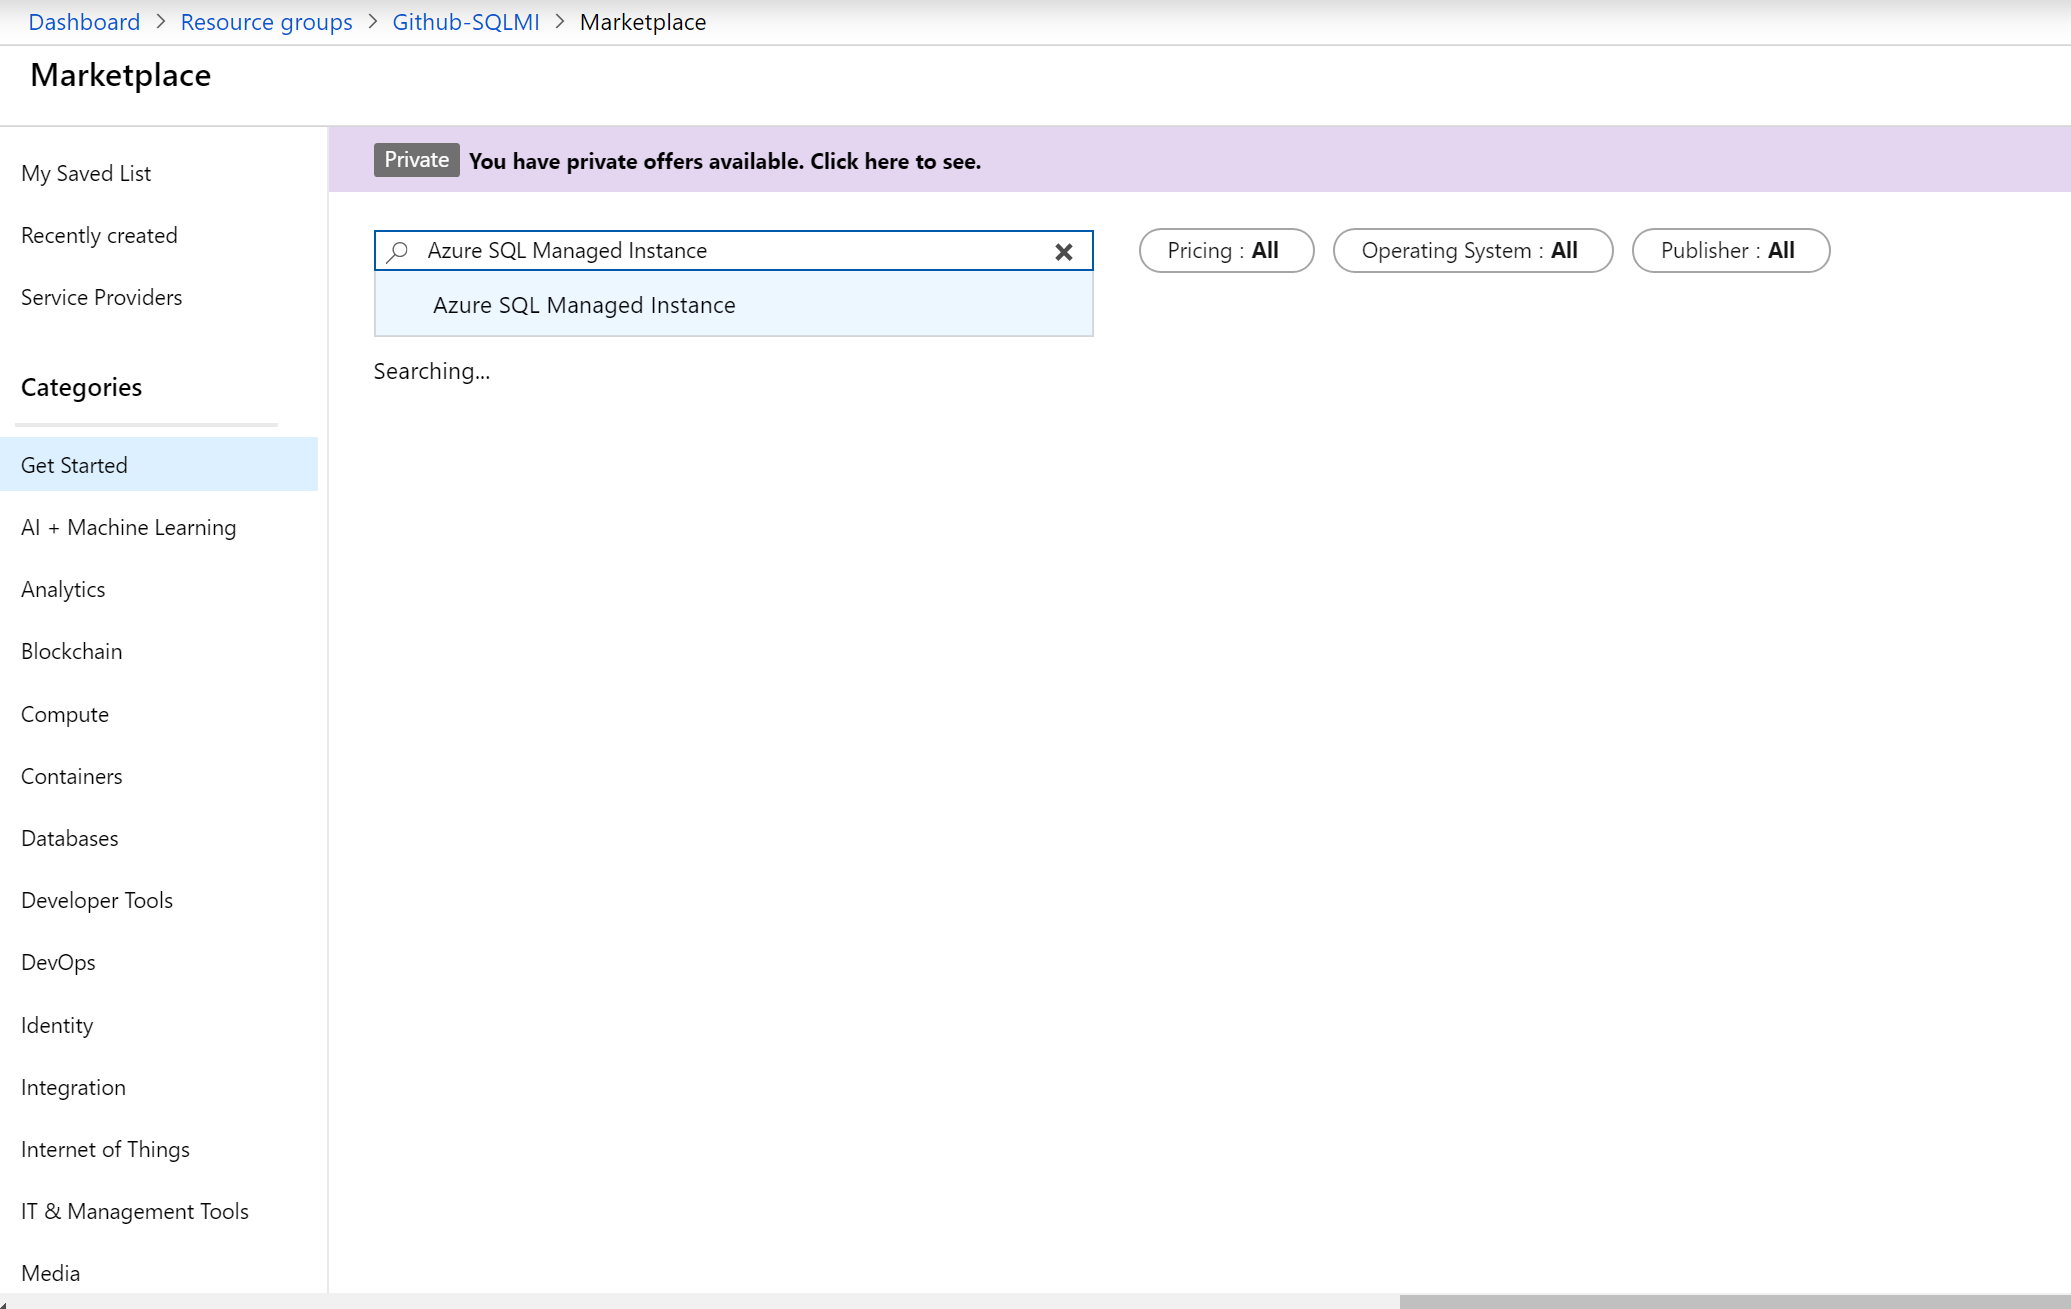 Dashboard > Resource groups > Github-SQLMI > Marketplace
Marketplace
My Saved List
Recently created
Service Providers
Categories
Get Started
AI + Machine Learning
Analytics
Blockchain
Compute
Containers
Databases
Developer Tools
DevOps
Identity
Integration
Internet of Things
IT & Management Tools
Media
Private You have private offers available. Click here to see.
Azure SQL Managed Instance
Pricing : All
Operating System : All
Publisher : All
Azure SQL Managed Instance
Searching...